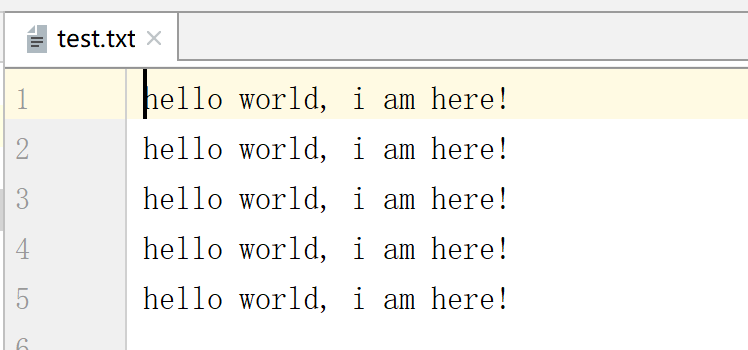 test.txt
1 hello world, i am here!
2 hello world, i am here!
3 hello world, i am here!
4 hello world, i am here!
5 hello world, i am here!
6